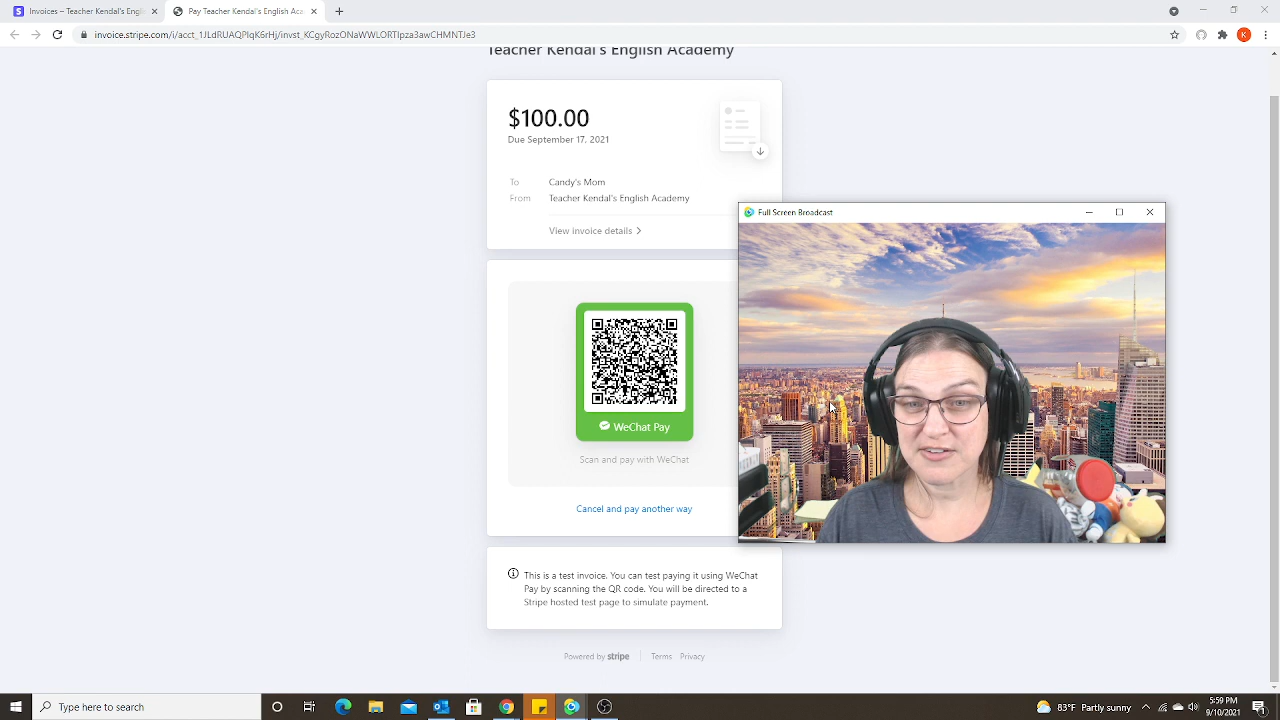 Invoices – Teacher Kendal's Englis
Pay Teacher Kendal's English Aca
invoice.stripe.com/i/acct_1JLdRUAQPIqK6rHj/invst_KCgyRozONaWWLORTIpza3awCHMNTJe3
K
Teacher Kendal's English Academy
$100.00
Due September 17, 2021
To Candy's Mom
From Teacher Kendal's English Academy
View invoice details
Full Screen Broadcast
WeChat Pay
Scan and pay with WeChat
Cancel and pay another way
This is a test invoice. You can test paying it using WeChat
Pay by scanning the QR code. You will be directed to a
Stripe hosted test page to simulate payment.
Powered by stripe Terms Privacy
Type here to search
83°F Partly sunny
5:59 PM
9/10/2021